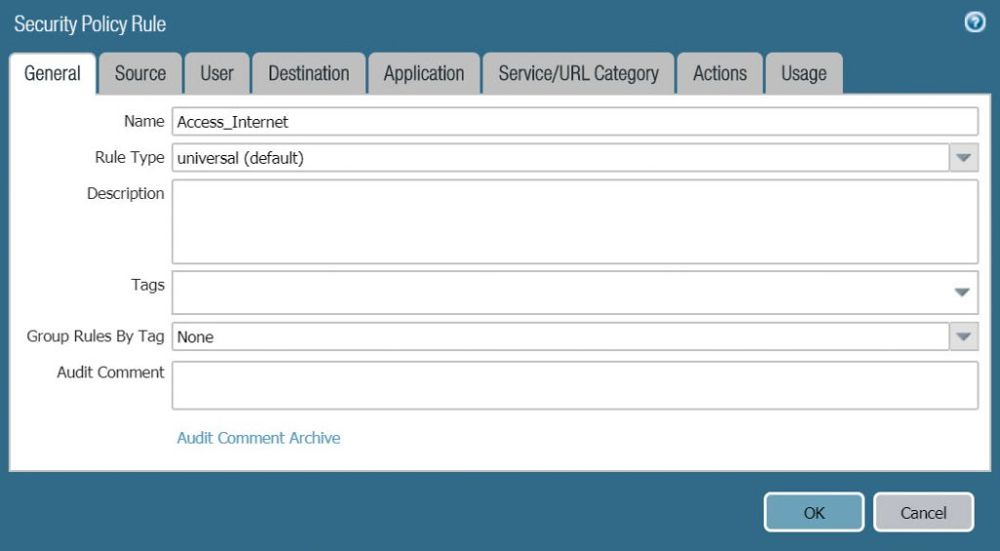 Security Policy Rule
?
General Source User Destination Application Service/URL Category Actions Usage
Name Access_Internet
Rule Type universal (default)
Description
Tags
Group Rules By Tag None
Audit Comment
Audit Comment Archive
OK Cancel